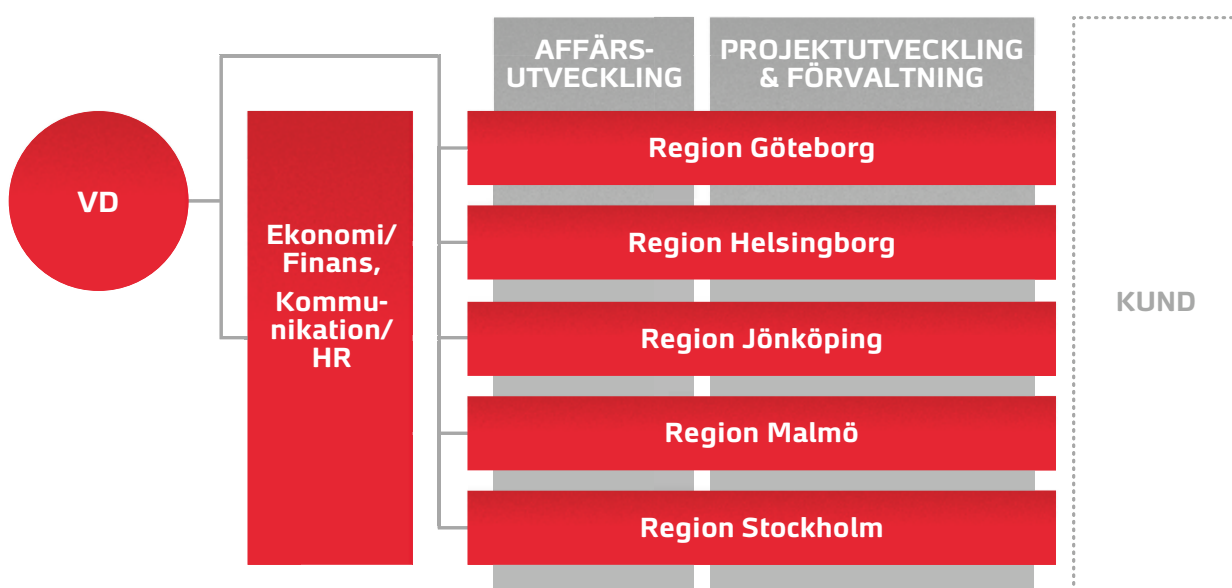 VD
Ekonomi/
Finans,
Kommu-
nikation/
HR
AFFÄRS-
UTVECKLING
PROJEKTUTVECKLING
& FÖRVALTNING
Region Göteborg
Region Helsingborg
Region Jönköping
Region Malmö
Region Stockholm
KUND